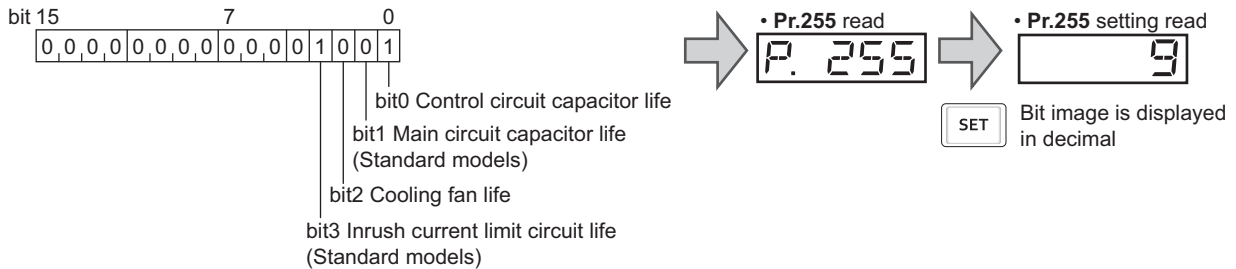 bit 15 7 0
0 0 0 0 0 0 0 0 0 0 0 0 1 0 0 1
bit0 Control circuit capacitor life
bit1 Main circuit capacitor life
(Standard models)
bit2 Cooling fan life
bit3 Inrush current limit circuit life
(Standard models)
• Pr.255 read
P. 255
• Pr.255 setting read
9
SET
Bit image is displayed
in decimal